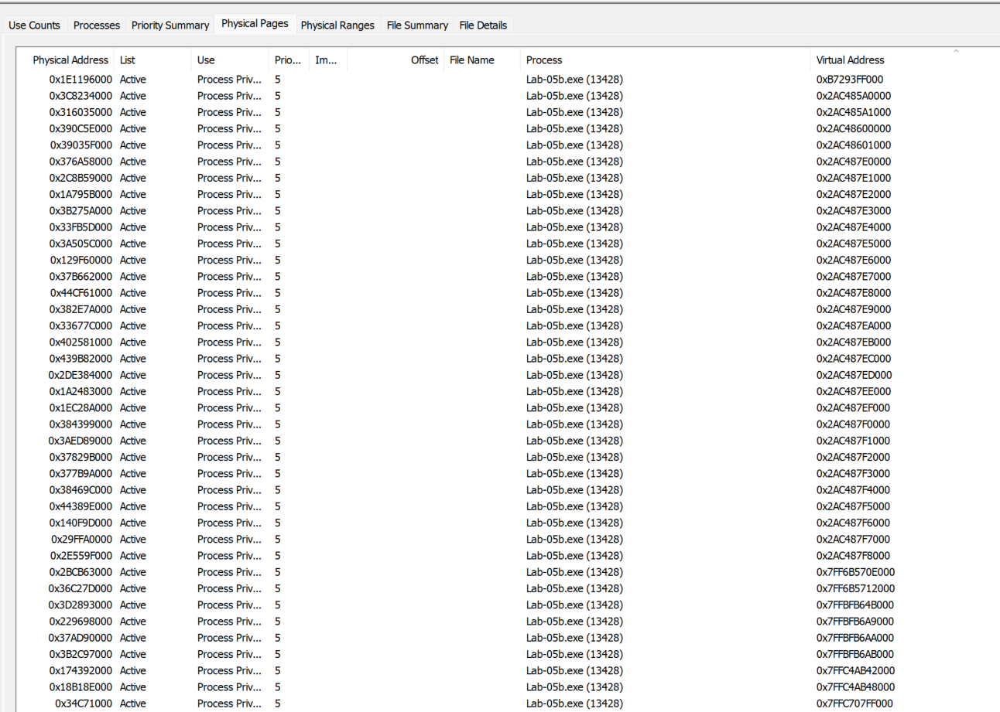 Use Counts Processes Priority Summary Physical Pages Physical Ranges File Summary File Details
Physical Address List Use Prio... Im... Offset File Name Process Virtual Address
0x1E1196000 Active Process Priv... 5 Lab-05b.exe (13428) 0xB7293FF000
0x3C8234000 Active Process Priv... 5 Lab-05b.exe (13428) 0x2AC485A0000
0x316035000 Active Process Priv... 5 Lab-05b.exe (13428) 0x2AC485A1000
0x390C5E000 Active Process Priv... 5 Lab-05b.exe (13428) 0x2AC48600000
0x39035F000 Active Process Priv... 5 Lab-05b.exe (13428) 0x2AC48601000
0x376A58000 Active Process Priv... 5 Lab-05b.exe (13428) 0x2AC487E0000
0x2C8B59000 Active Process Priv... 5 Lab-05b.exe (13428) 0x2AC487E1000
0x1A795B000 Active Process Priv... 5 Lab-05b.exe (13428) 0x2AC487E2000
0x3B275A000 Active Process Priv... 5 Lab-05b.exe (13428) 0x2AC487E3000
0x33FB5D000 Active Process Priv... 5 Lab-05b.exe (13428) 0x2AC487E4000
0x3A505C000 Active Process Priv... 5 Lab-05b.exe (13428) 0x2AC487E5000
0x129F60000 Active Process Priv... 5 Lab-05b.exe (13428) 0x2AC487E6000
0x37B662000 Active Process Priv... 5 Lab-05b.exe (13428) 0x2AC487E7000
0x44CF61000 Active Process Priv... 5 Lab-05b.exe (13428) 0x2AC487E8000
0x382E7A000 Active Process Priv... 5 Lab-05b.exe (13428) 0x2AC487E9000
0x33677C000 Active Process Priv... 5 Lab-05b.exe (13428) 0x2AC487EA000
0x402581000 Active Process Priv... 5 Lab-05b.exe (13428) 0x2AC487EB000
0x439B82000 Active Process Priv... 5 Lab-05b.exe (13428) 0x2AC487EC000
0x2DE384000 Active Process Priv... 5 Lab-05b.exe (13428) 0x2AC487ED000
0x1A2483000 Active Process Priv... 5 Lab-05b.exe (13428) 0x2AC487EE000
0x1EC28A000 Active Process Priv... 5 Lab-05b.exe (13428) 0x2AC487EF000
0x384399000 Active Process Priv... 5 Lab-05b.exe (13428) 0x2AC487F0000
0x3AED89000 Active Process Priv... 5 Lab-05b.exe (13428) 0x2AC487F1000
0x37829B000 Active Process Priv... 5 Lab-05b.exe (13428) 0x2AC487F2000
0x377B9A000 Active Process Priv... 5 Lab-05b.exe (13428) 0x2AC487F3000
0x38469C000 Active Process Priv... 5 Lab-05b.exe (13428) 0x2AC487F4000
0x44389E000 Active Process Priv... 5 Lab-05b.exe (13428) 0x2AC487F5000
0x140F9D000 Active Process Priv... 5 Lab-05b.exe (13428) 0x2AC487F6000
0x29FFA0000 Active Process Priv... 5 Lab-05b.exe (13428) 0x2AC487F7000
0x2E559F000 Active Process Priv... 5 Lab-05b.exe (13428) 0x2AC487F8000
0x2BCB63000 Active Process Priv... 5 Lab-05b.exe (13428) 0x7FF6B570E000
0x36C27D000 Active Process Priv... 5 Lab-05b.exe (13428) 0x7FF6B5712000
0x3D2893000 Active Process Priv... 5 Lab-05b.exe (13428) 0x7FFBFB64B000
0x229698000 Active Process Priv... 5 Lab-05b.exe (13428) 0x7FFBFB6A9000
0x37AD90000 Active Process Priv... 5 Lab-05b.exe (13428) 0x7FFBFB6AA000
0x3B2C97000 Active Process Priv... 5 Lab-05b.exe (13428) 0x7FFBFB6AB000
0x174392000 Active Process Priv... 5 Lab-05b.exe (13428) 0x7FFC4AB42000
0x18B18E000 Active Process Priv... 5 Lab-05b.exe (13428) 0x7FFC4AB48000
0x34C71000 Active Process Priv... 5 Lab-05b.exe (13428) 0x7FFC707FF000